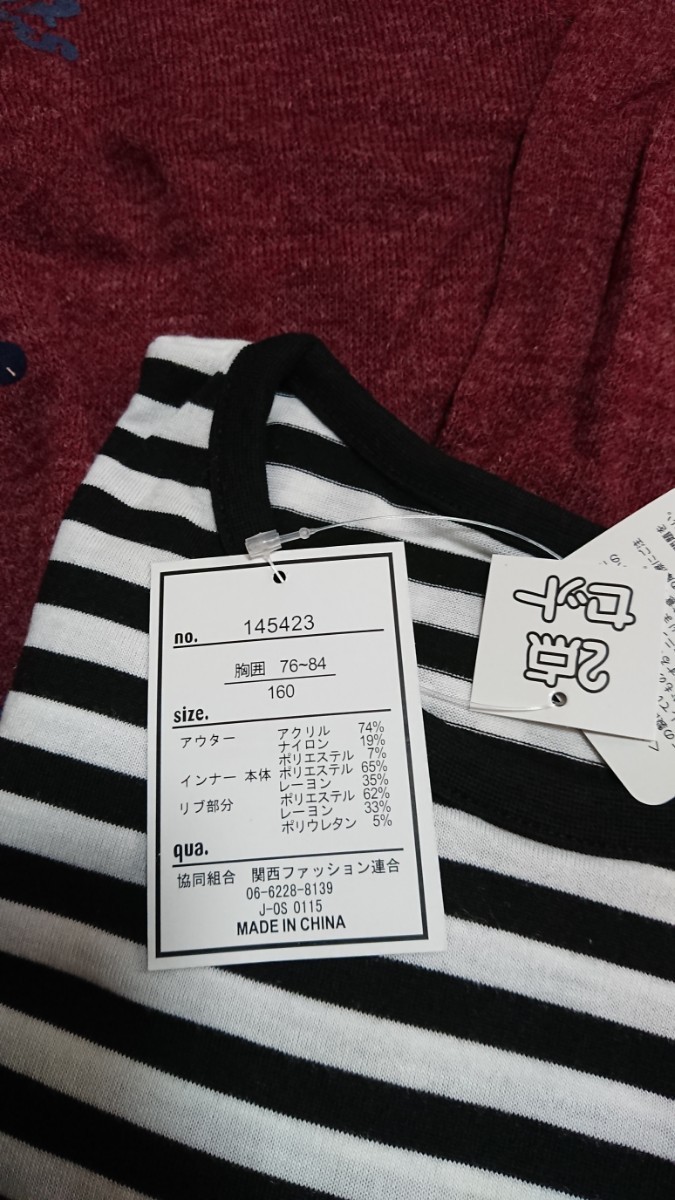 no. 145423
胸囲 76~84
160
size.
アウター アクリル 74%
ナイロン 19%
ポリエステル 7%
インナー 本体 ポリエステル 65%
レーヨン 35%
リブ部分 ポリエステル 62%
レーヨン 33%
ポリウレタン 5%
qua.
協同組合 関西ファッション連合
06-6228-8139
J-OS 0115
MADE IN CHINA
2点
セット